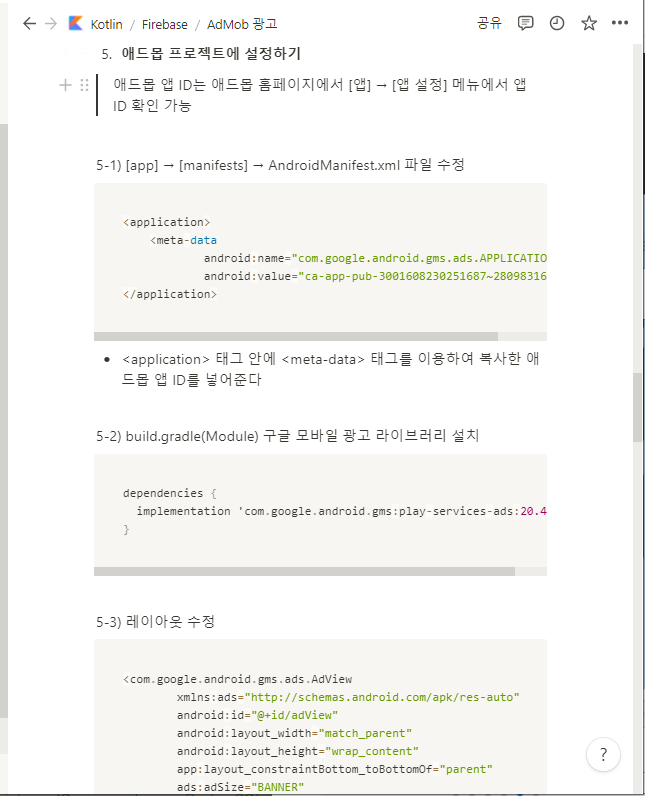 Kotlin / Firebase / AdMob 광고 공유
5. 애드몹 프로젝트에 설정하기
애드몹 앱 ID는 애드몹 홈페이지에서 [앱] → [앱 설정] 메뉴에서 앱
ID 확인 가능
5-1) [app] → [manifests] → AndroidManifest.xml 파일 수정
<application>
<meta-data
android:name="com.google.android.gms.ads.APPLICATIO
android:value="ca-app-pub-3001608230251687~28098316
</application>
• <application> 태그 안에 <meta-data> 태그를 이용하여 복사한 애
드몹 앱 ID를 넣어준다
5-2) build.gradle(Module) 구글 모바일 광고 라이브러리 설치
dependencies {
implementation 'com.google.android.gms:play-services-ads:20.4
}
5-3) 레이아웃 수정
<com.google.android.gms.ads.AdView
xmlns:ads="http://schemas.android.com/apk/res-auto"
android:id="@+id/adView"
android:layout_width="match_parent"
android:layout_height="wrap_content"
app:layout_constraintBottom_toBottomOf="parent"
ads:adSize="BANNER"
?